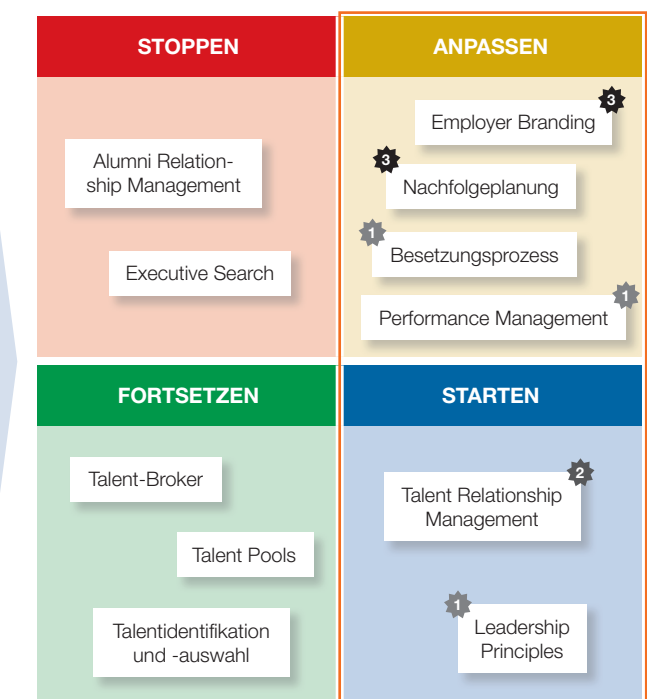 STOPPEN
Alumni Relation-
ship Management
Executive Search
ANPASSEN
3
Employer Branding
3
Nachfolgeplanung
1
Besetzungsprozess
1
Performance Management
FORTSETZEN
Talent-Broker
Talent Pools
Talentidentifikation
und -auswahl
STARTEN
2
Talent Relationship
Management
1
Leadership
Principles